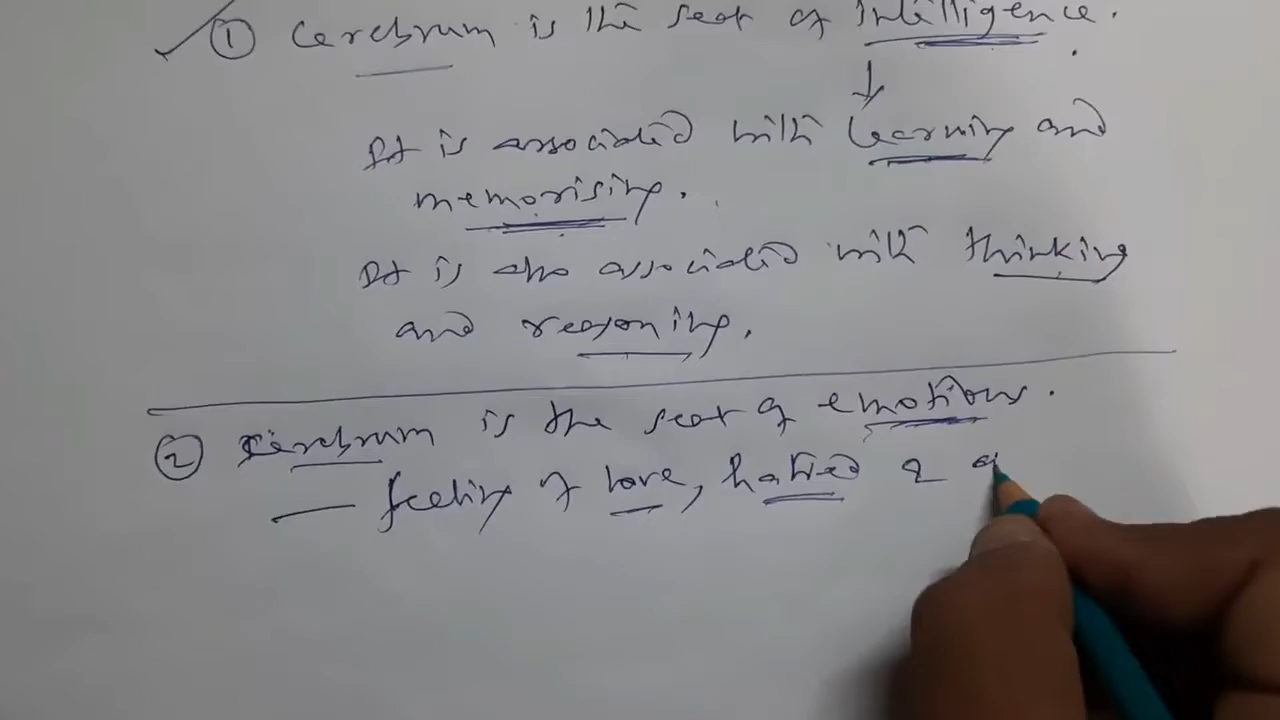 ① Cerebrum is the seat of intelligence.
↓
It is associated with learning and
memorising.
It is also associated with thinking
and reasoning.
② Cerebrum is the seat of emotions.
— feeling of love, hatred & a